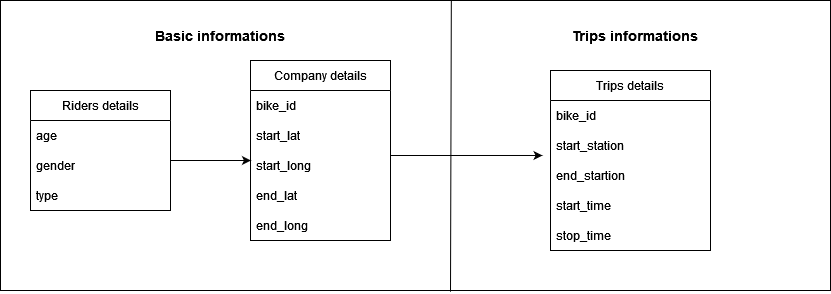 Basic informations
Riders details
age
gender
type
Company details
bike_id
start_lat
start_long
end_lat
end_long
Trips informations
Trips details
bike_id
start_station
end_startion
start_time
stop_time